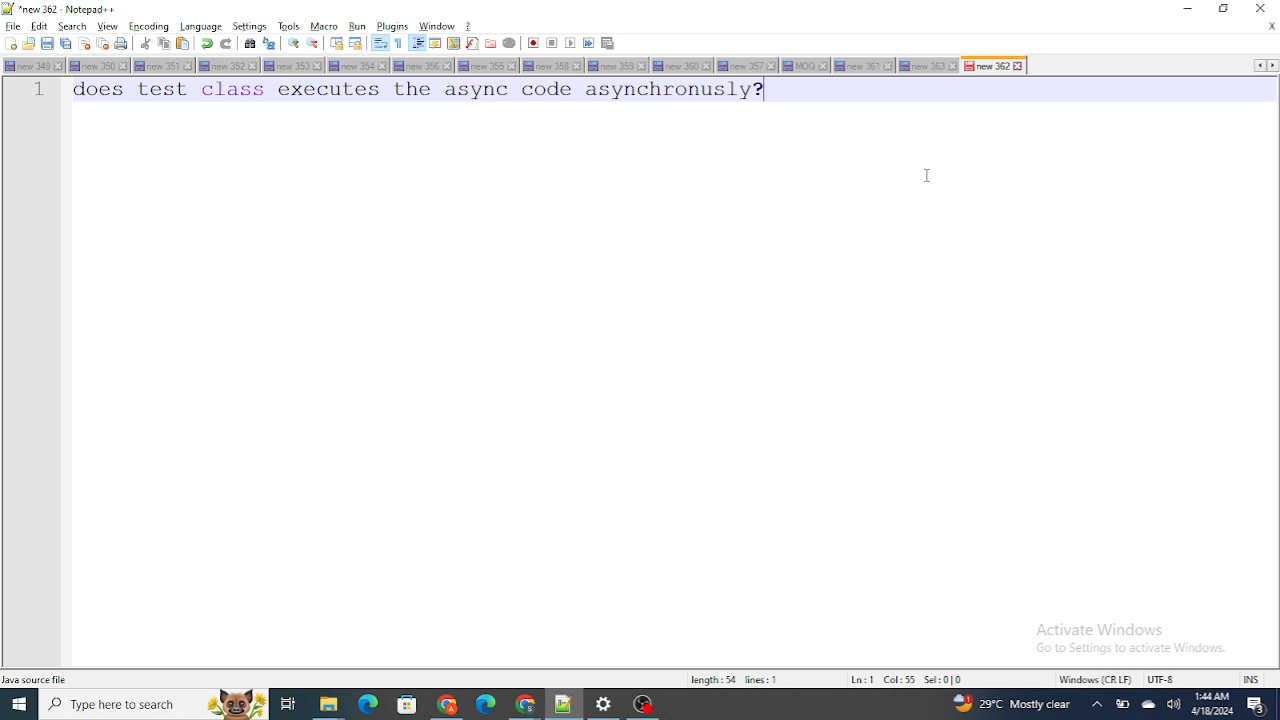 *new 362 - Notepad++
File Edit Search View Encoding Language Settings Tools Macro Run Plugins Window ?
new 349 new 350 new 351 new 352 new 353 new 354 new 356 new 355 new 358 new 359 new 360 new 357 MOQ new 361 new 363 new 362
1 does test class executes the async code asynchronusly?
Activate Windows
Go to Settings to activate Windows.
Java source file length : 54 lines : 1 Ln : 1 Col : 55 Sel : 0 | 0 Windows (CR LF) UTF-8 INS
Type here to search 1 29°C Mostly clear 1:44 AM
4/18/2024 3